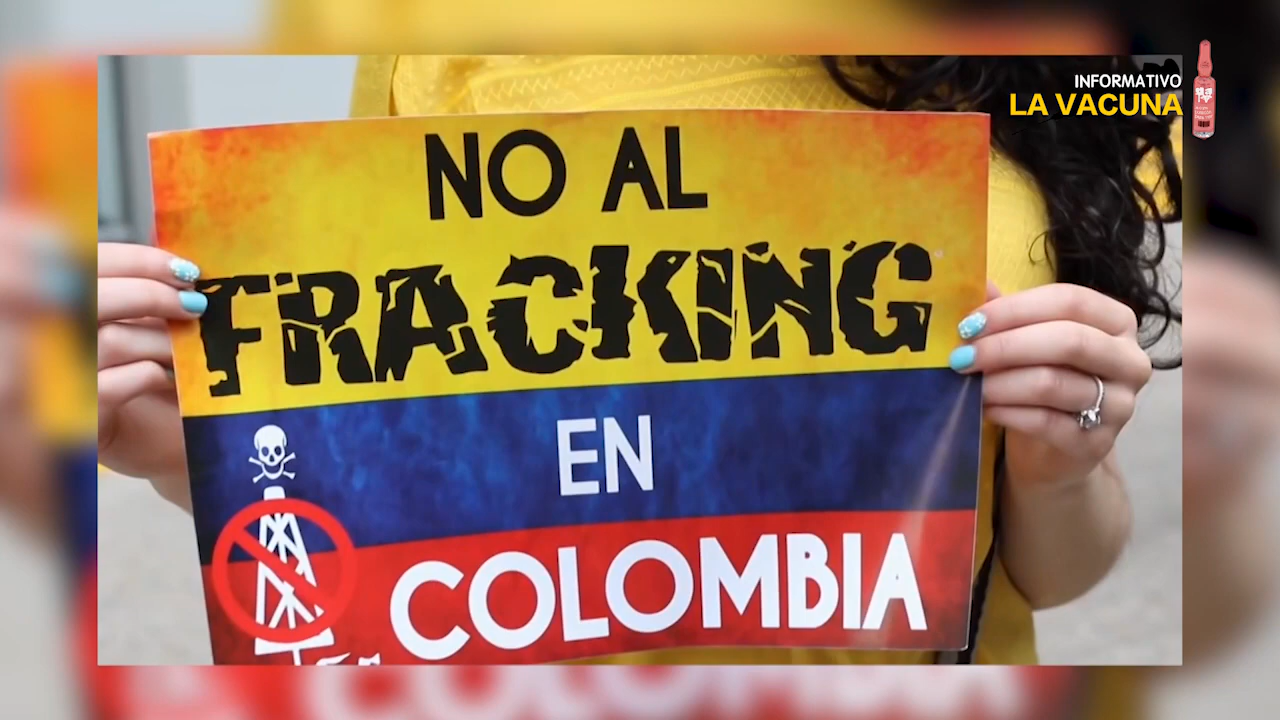 INFORMATIVO
LA VACUNA
NO AL
FRACKING
EN
COLOMBIA